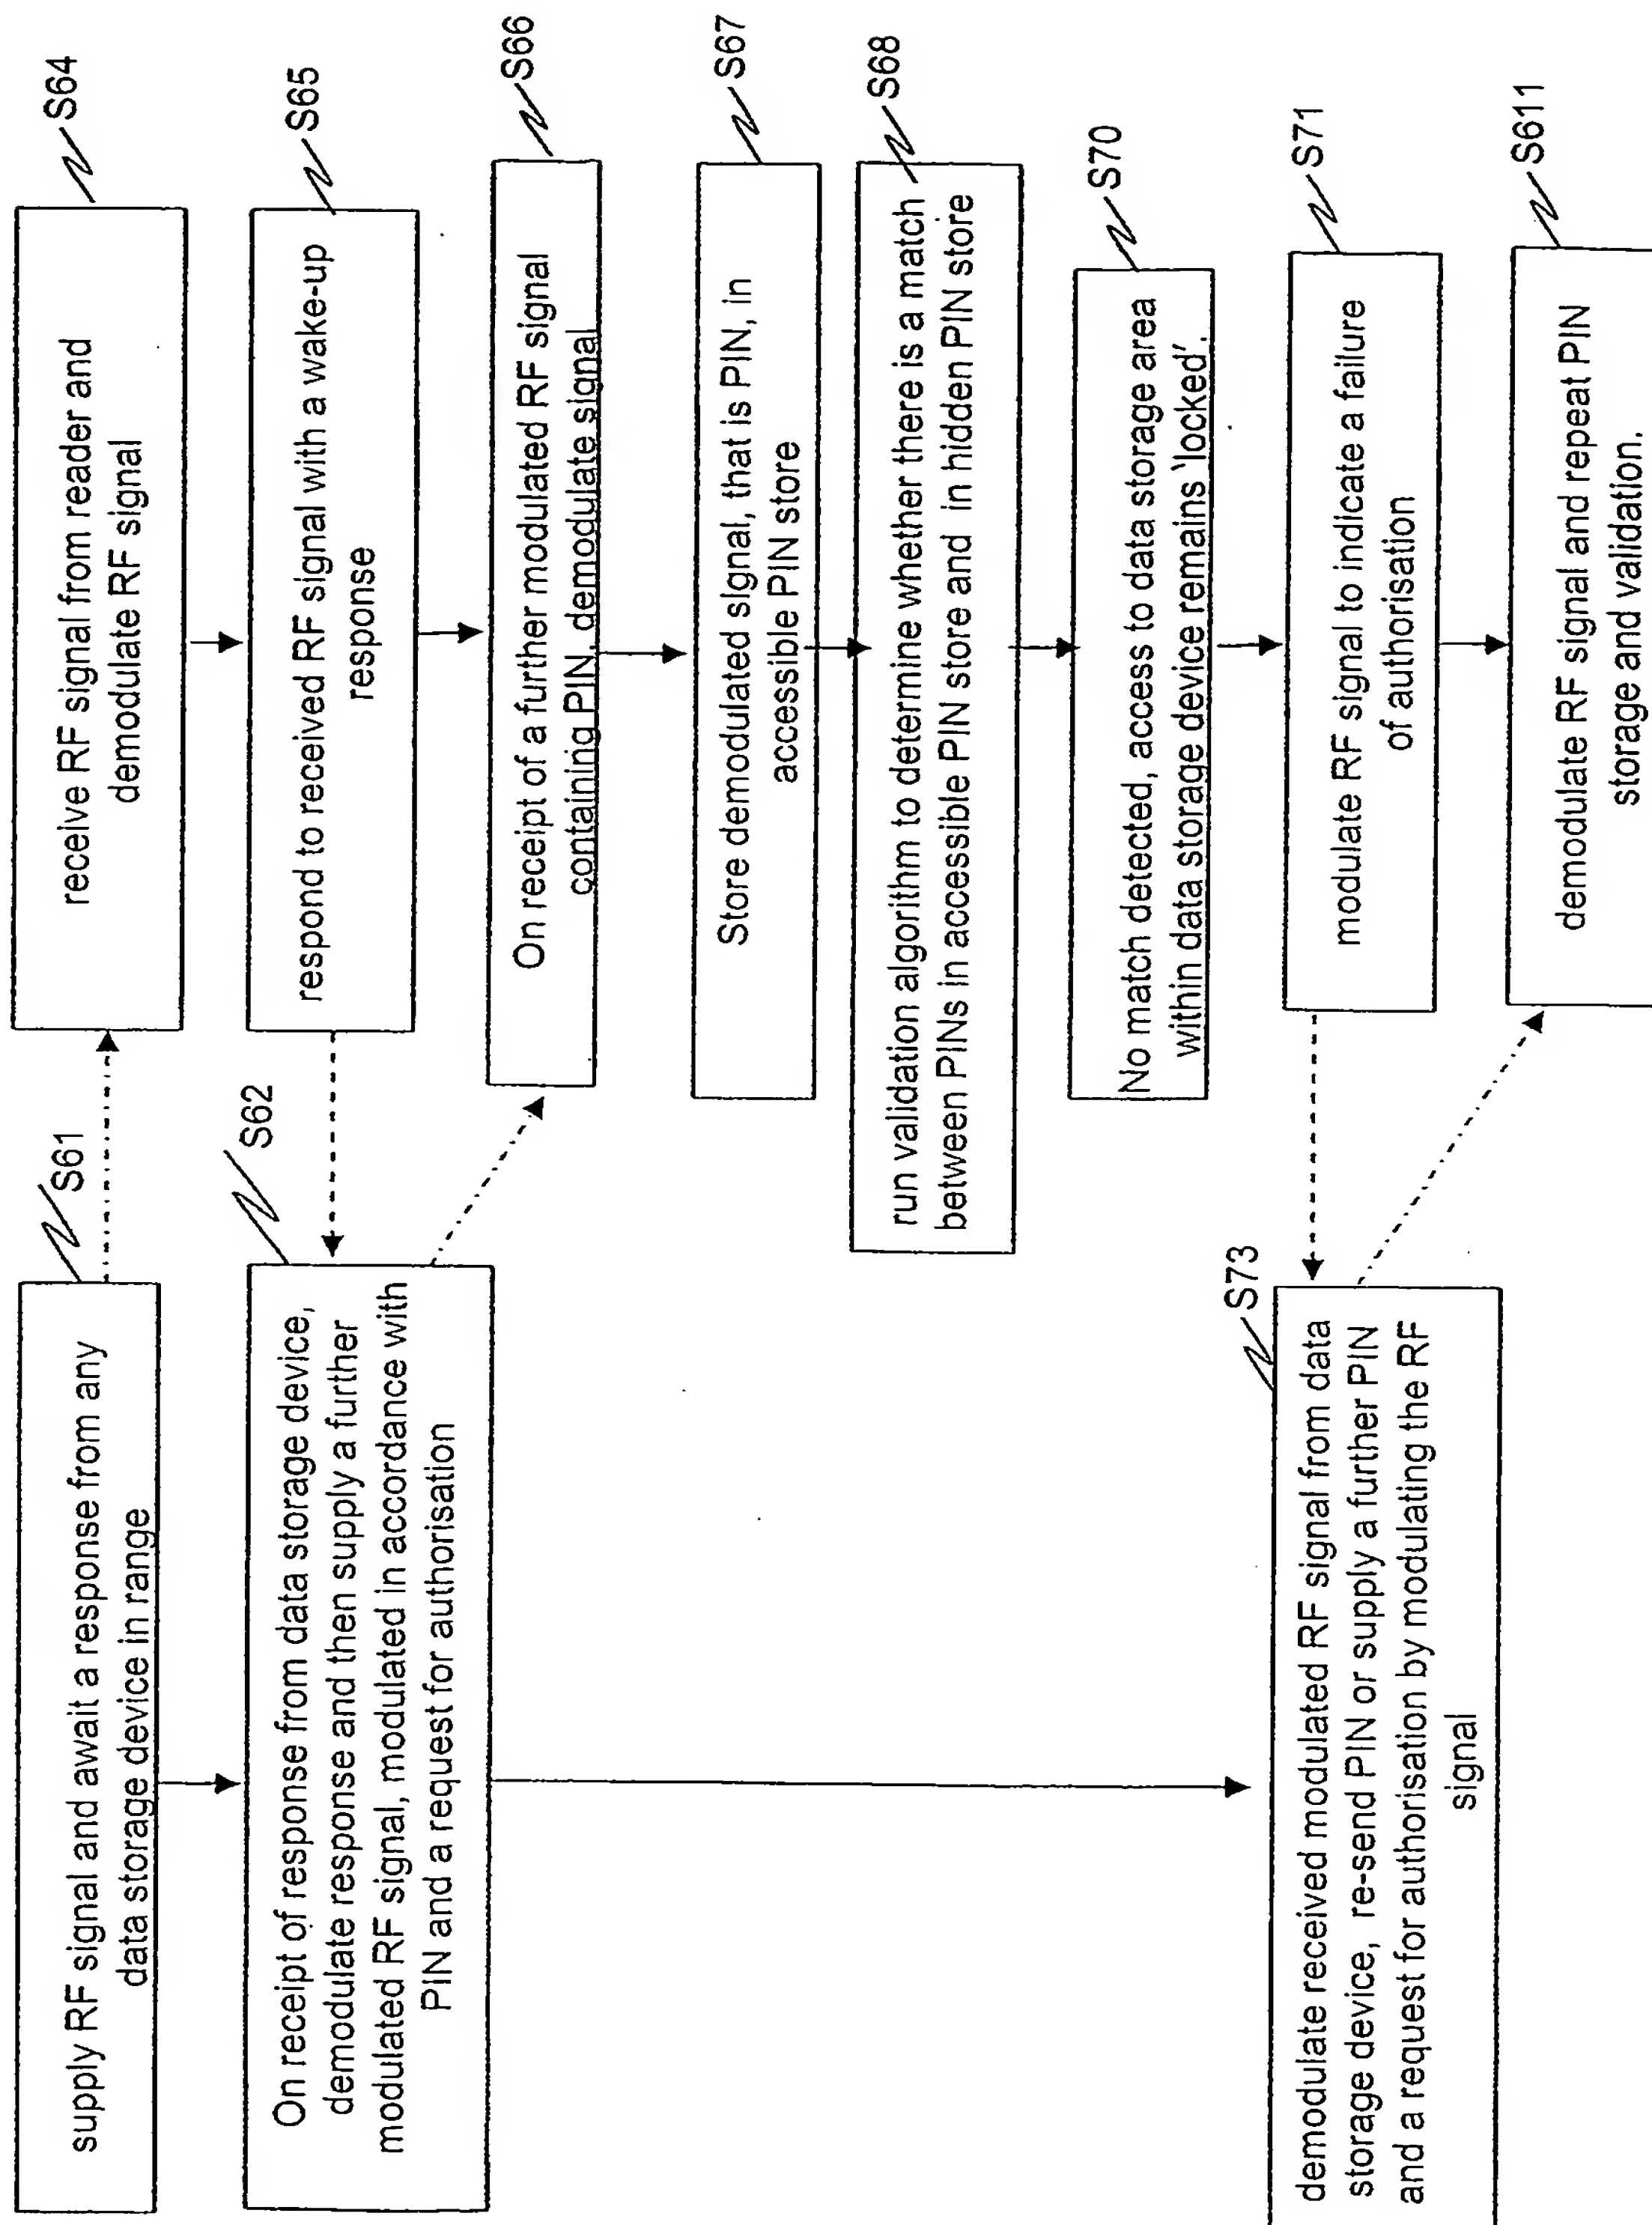 supply RF signal and await a response from any
data storage device in range
S61
On receipt of response from data storage device,
demodulate response and then supply a further
modulated RF signal, modulated in accordance with
PIN and a request for authorisation
S62
demodulate received modulated RF signal from data
storage device, re-send PIN or supply a further PIN
and a request for authorisation by modulating the RF
signal
S73
receive RF signal from reader and
demodulate RF signal
S64
respond to received RF signal with a wake-up
response
S65
On receipt of a further modulated RF signal
containing PIN, demodulate signal
S66
Store demodulated signal, that is PIN, in
accessible PIN store
S67
run validation algorithm to determine whether there is a match
between PINs in accessible PIN store and in hidden PIN store
S68
No match detected, access to data storage area
within data storage device remains 'locked'.
S70
modulate RF signal to indicate a failure
of authorisation
S71
demodulate RF signal and repeat PIN
storage and validation.
S611